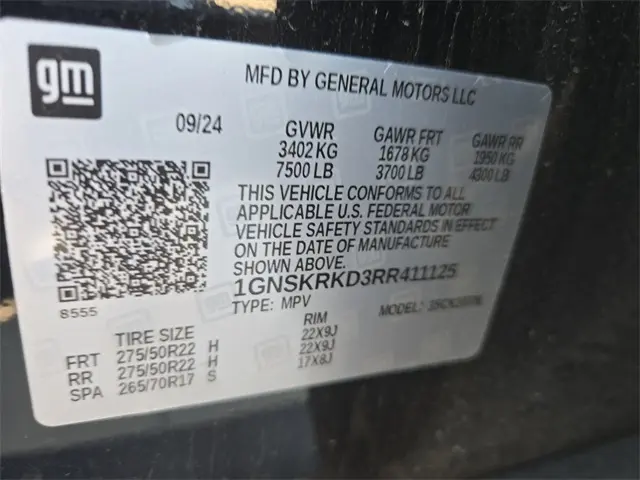 gm
MFD BY GENERAL MOTORS LLC
09/24 GVWR GAWR FRT GAWR RR
3402 KG 1678 KG 1950 KG
7500 LB 3700 LB 4300 LB
THIS VEHICLE CONFORMS TO ALL
APPLICABLE U.S. FEDERAL MOTOR
VEHICLE SAFETY STANDARDS IN EFFECT
ON THE DATE OF MANUFACTURE
SHOWN ABOVE.
1GNSKRKD3RR411125
8555
TYPE: MPV MODEL:
TIRE SIZE RIM
FRT 275/50R22 H 22X9J
RR 275/50R22 H 22X9J
SPA 265/70R17 S 17X8J